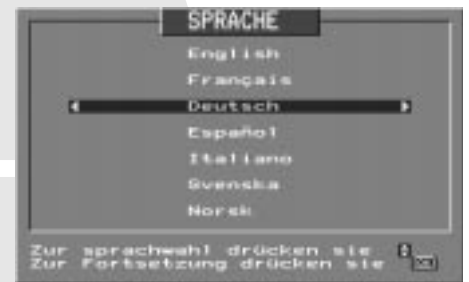 SPRACHE
English
Français
Deutsch
Español
Italiano
Svenska
Norsk
Zur sprachwahl drücken sie
Zur Fortsetzung drücken sie